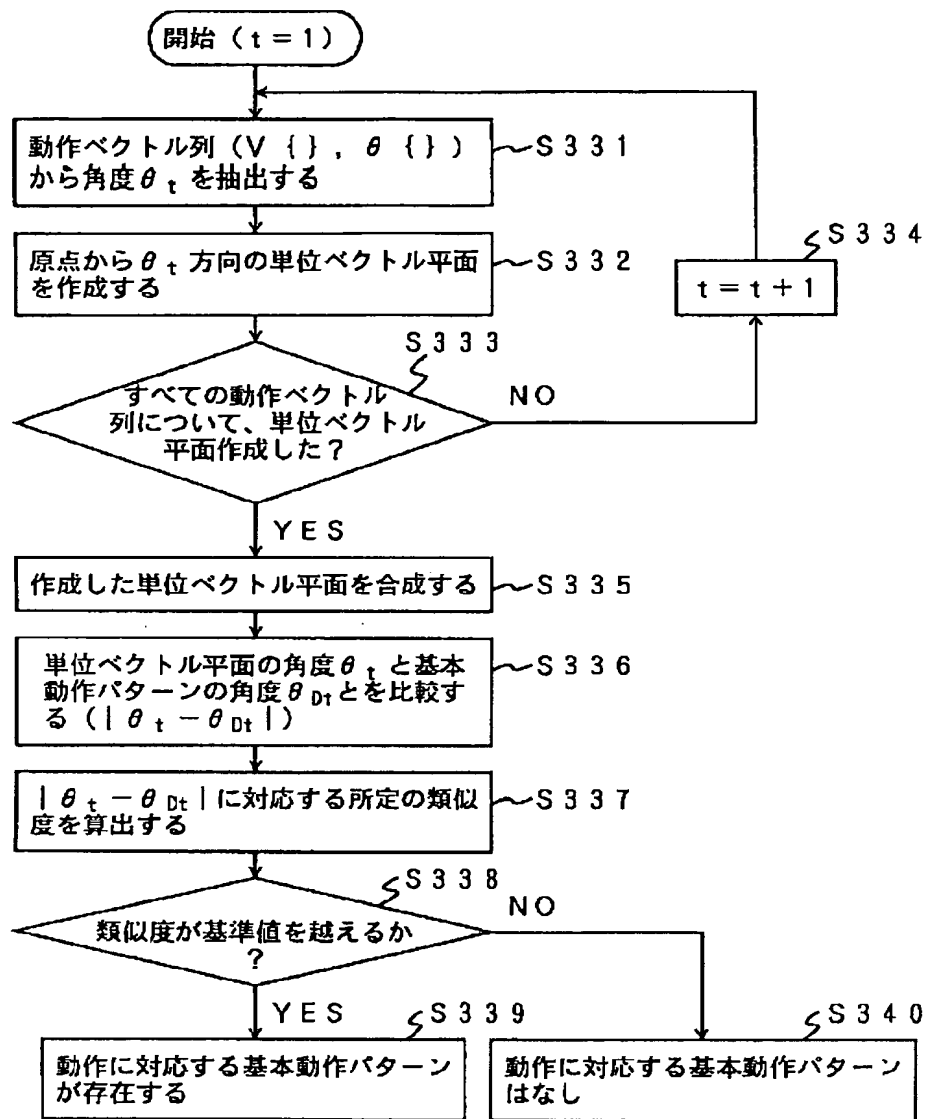 開始（t＝1）
動作ベクトル列（V｛｝，θ｛｝） S331
から角度θtを抽出する
原点からθt方向の単位ベクトル平面 S332
を作成する
S334
t＝t＋1
S333
すべての動作ベクトル
列について、単位ベクトル
平面作成した？
NO
YES
作成した単位ベクトル平面を合成する S335
単位ベクトル平面の角度θtと基本 S336
動作パターンの角度θDtとを比較す
る（｜θt－θDt｜）
｜θt－θDt｜に対応する所定の類似 S337
度を算出する
S338
類似度が基準値を越えるか
？
NO
YES
S339
動作に対応する基本動作パターン
が存在する
S340
動作に対応する基本動作パターン
はなし